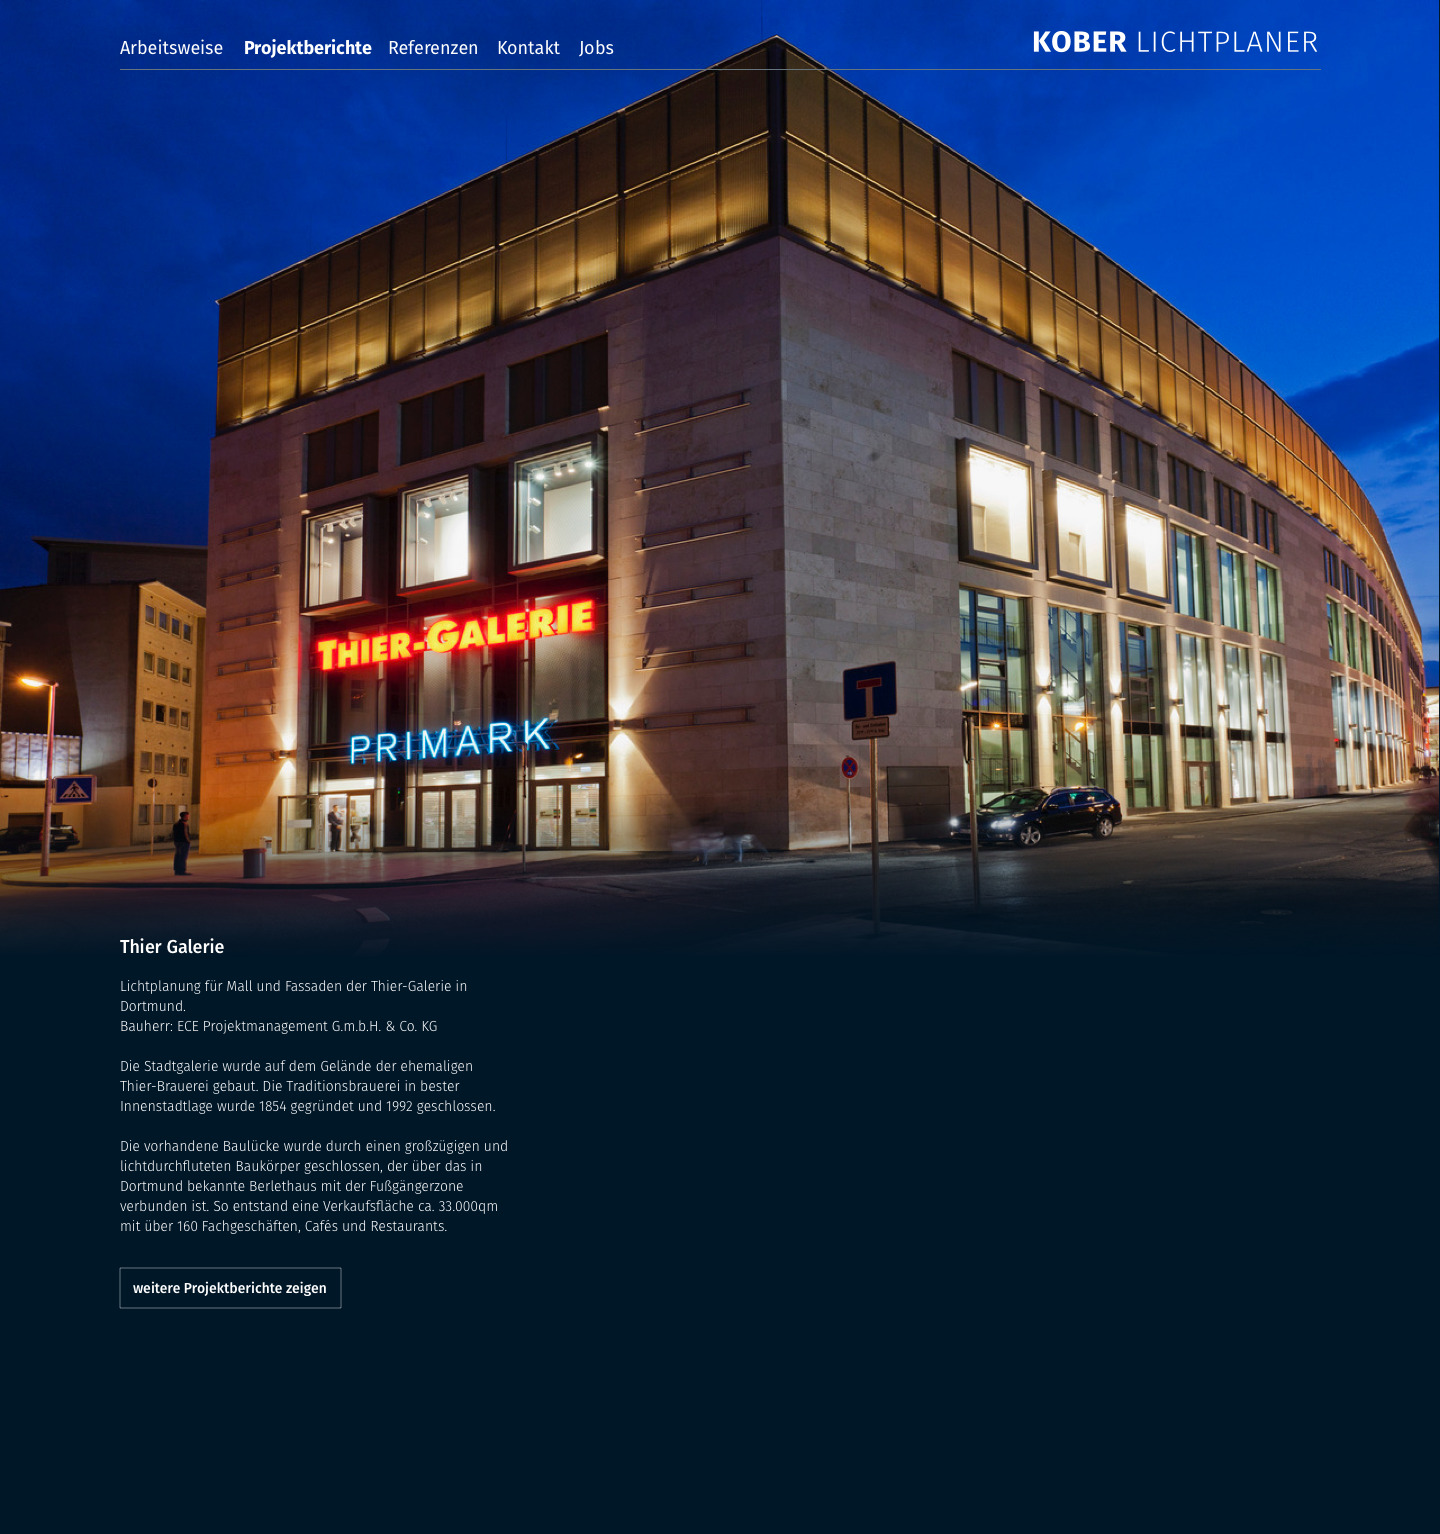 Arbeitsweise Projektberichte Referenzen Kontakt Jobs
KOBER LICHTPLANER
THIER-GALERIE
PRIMARK
Thier Galerie
Lichtplanung für Mall und Fassaden der Thier-Galerie in
Dortmund.
Bauherr: ECE Projektmanagement G.m.b.H. & Co. KG
Die Stadtgalerie wurde auf dem Gelände der ehemaligen
Thier-Brauerei gebaut. Die Traditionsbrauerei in bester
Innenstadtlage wurde 1854 gegründet und 1992 geschlossen.
Die vorhandene Baulücke wurde durch einen großzügigen und
lichtdurchfluteten Baukörper geschlossen, der über das in
Dortmund bekannte Berlethaus mit der Fußgängerzone
verbunden ist. So entstand eine Verkaufsfläche ca. 33.000qm
mit über 160 Fachgeschäften, Cafés und Restaurants.
weitere Projektberichte zeigen